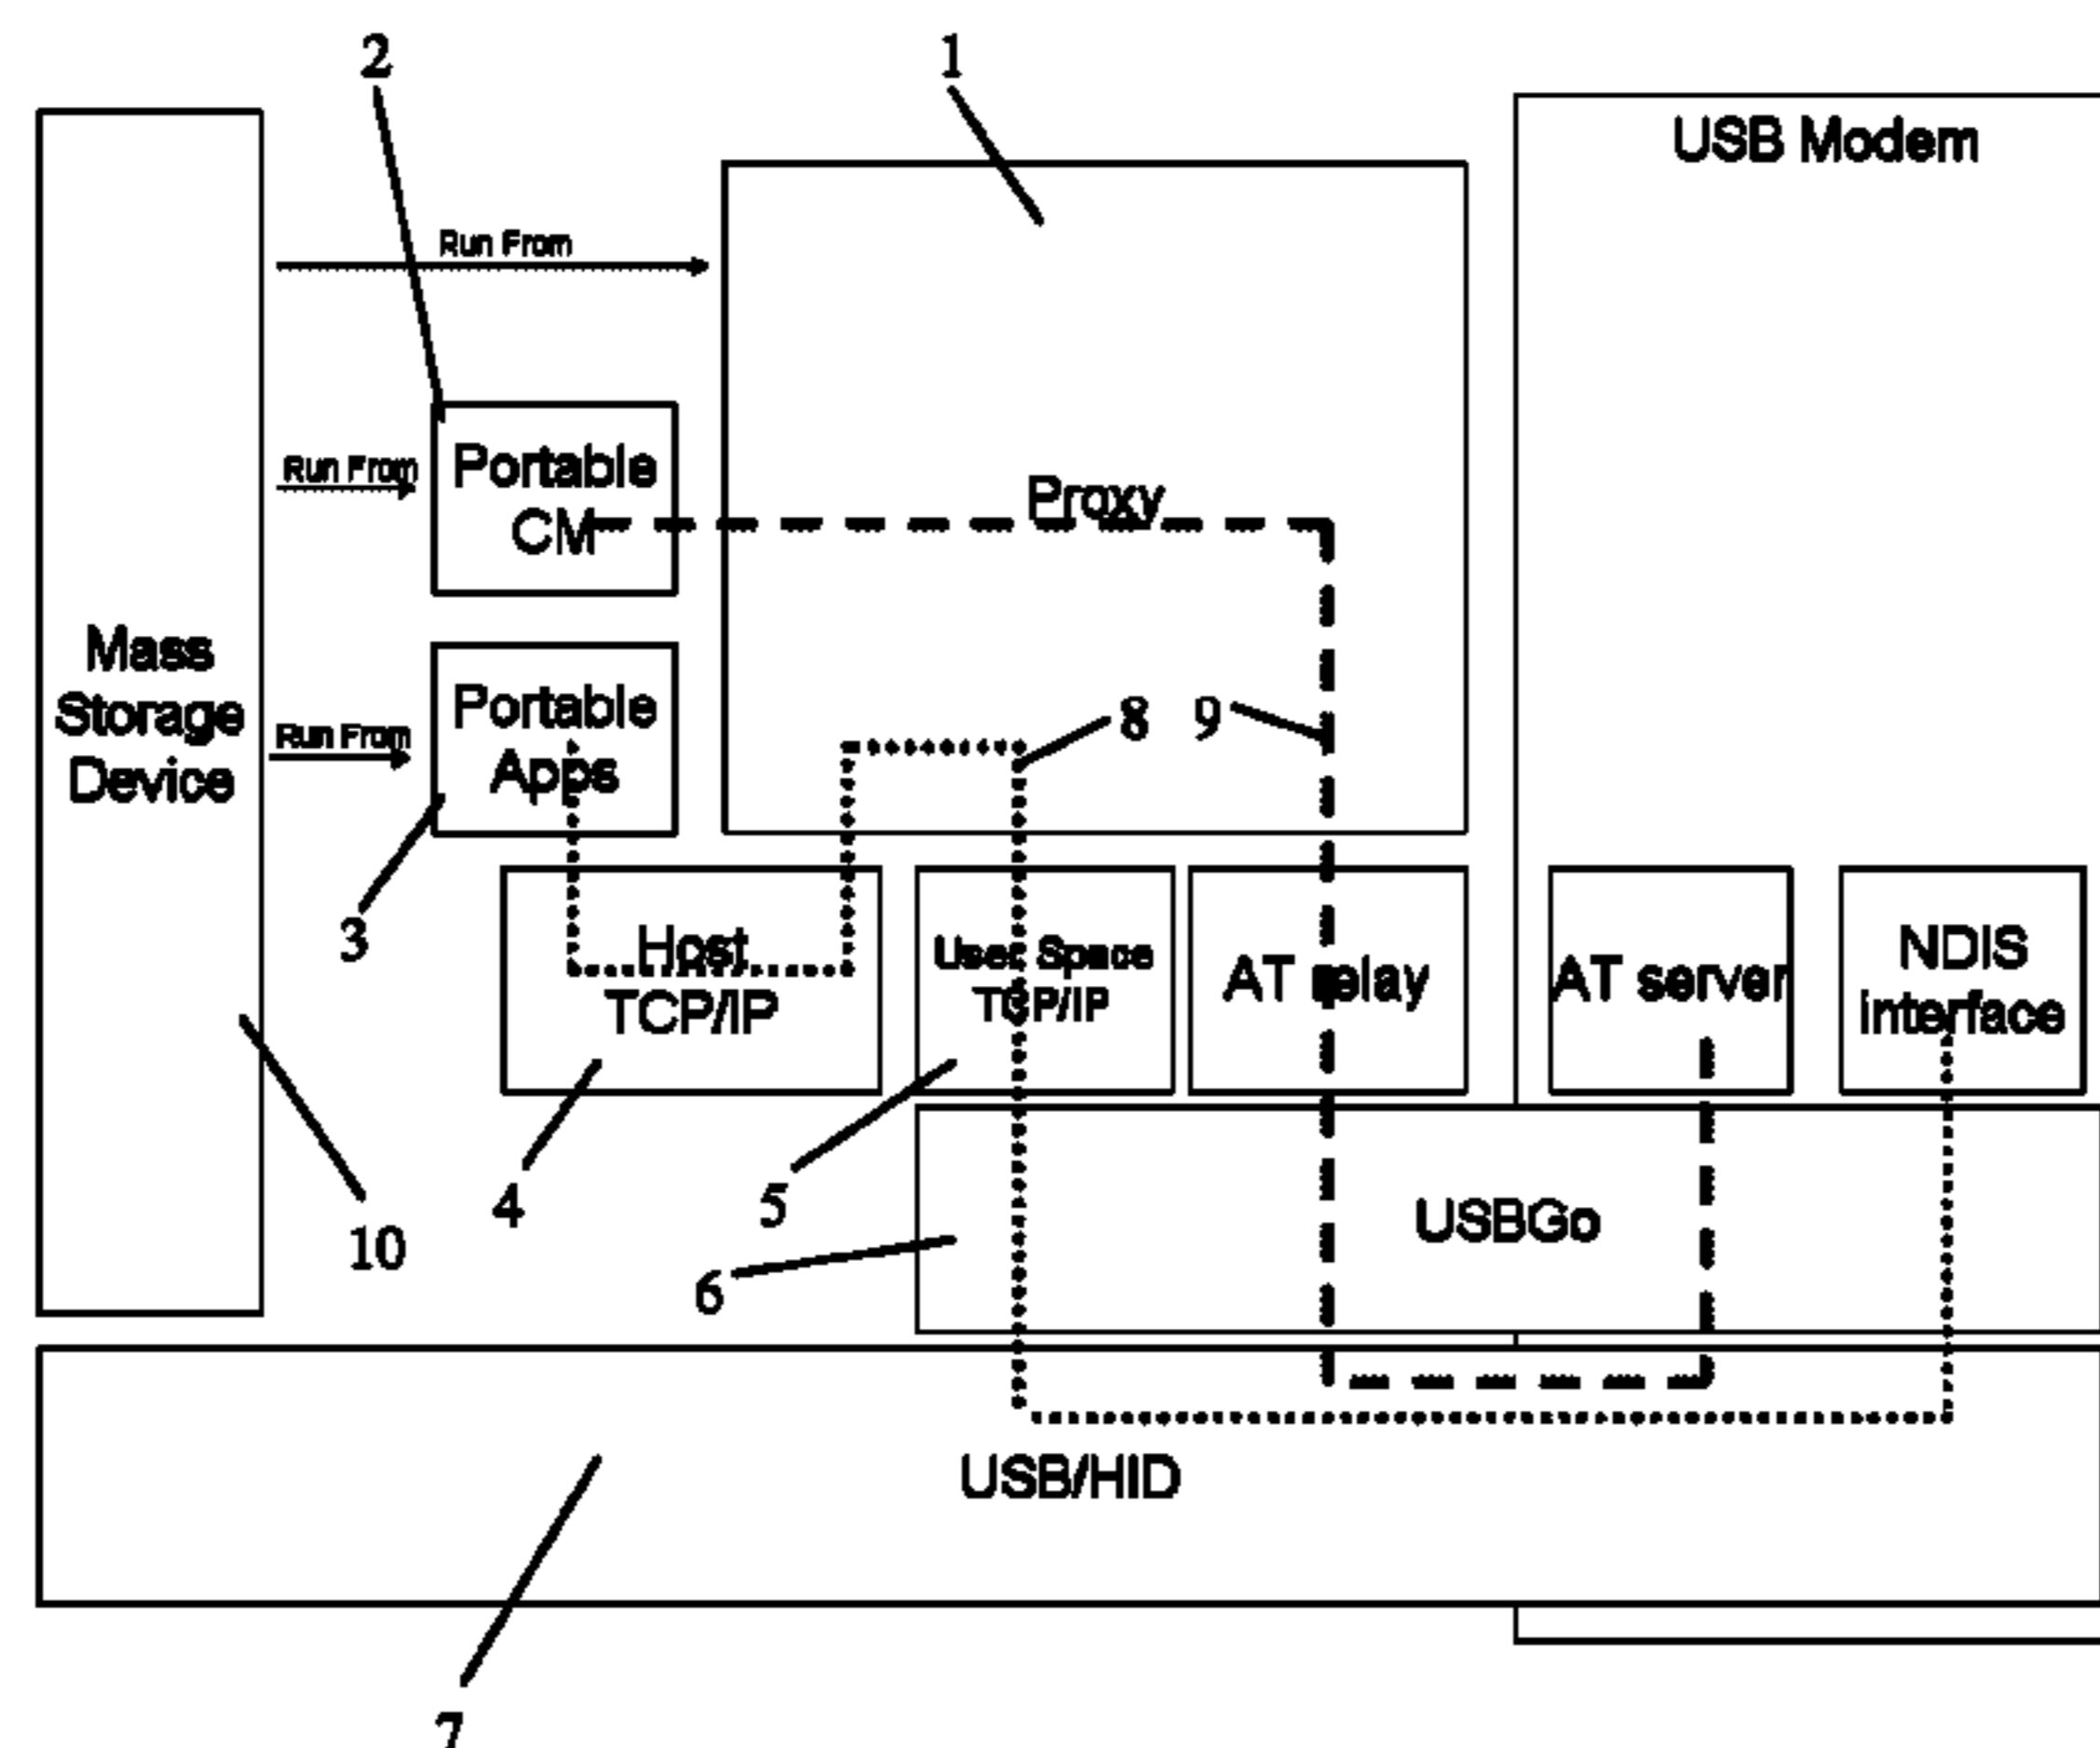 2
1
USB Modem
Run From
Run From
Portable
CM
Proxy
Mass
Storage
Device
Run From
Portable
Apps
8
9
3
Host
TCP/IP
User Space
TCP/IP
AT relay
AT server
NDIS
interface
10
4
5
6
USBGo
USB/HID
7